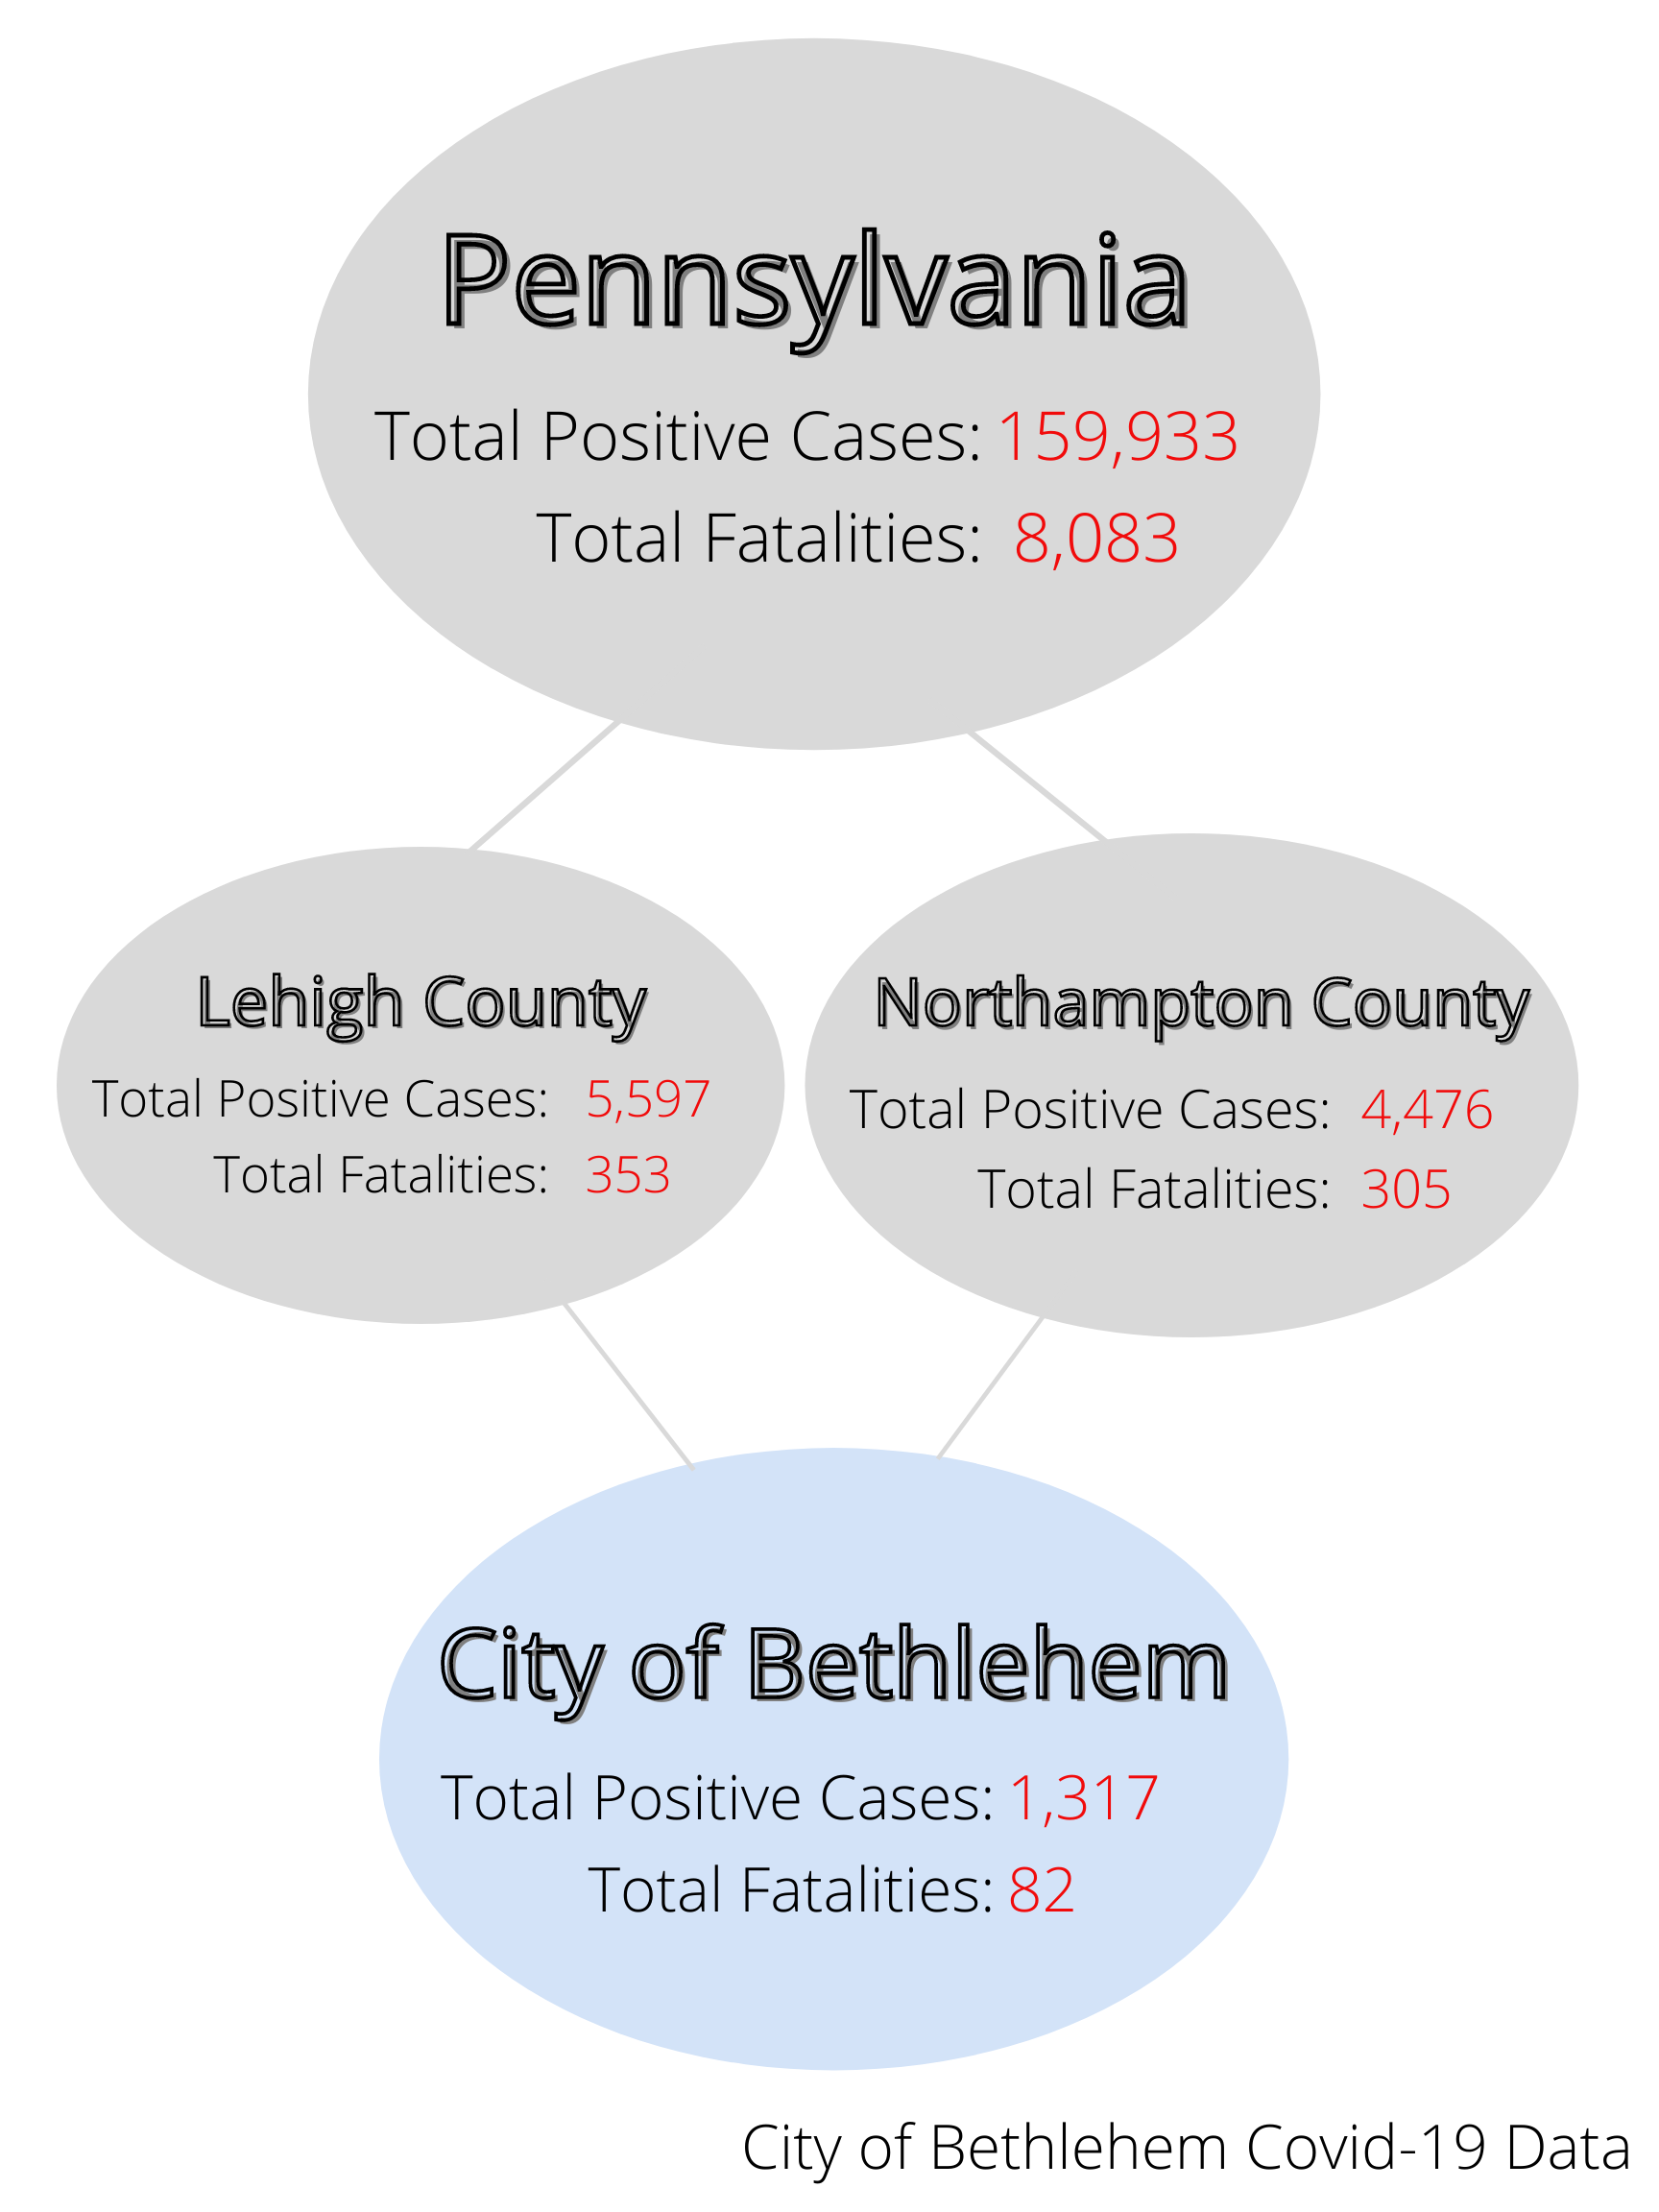 Pennsylvania
Total Positive Cases: 159,933
Total Fatalities: 8,083
Lehigh County
Total Positive Cases: 5,597
Total Fatalities: 353
Northampton County
Total Positive Cases: 4,476
Total Fatalities: 305
City of Bethlehem
Total Positive Cases: 1,317
Total Fatalities: 82
City of Bethlehem Covid-19 Data